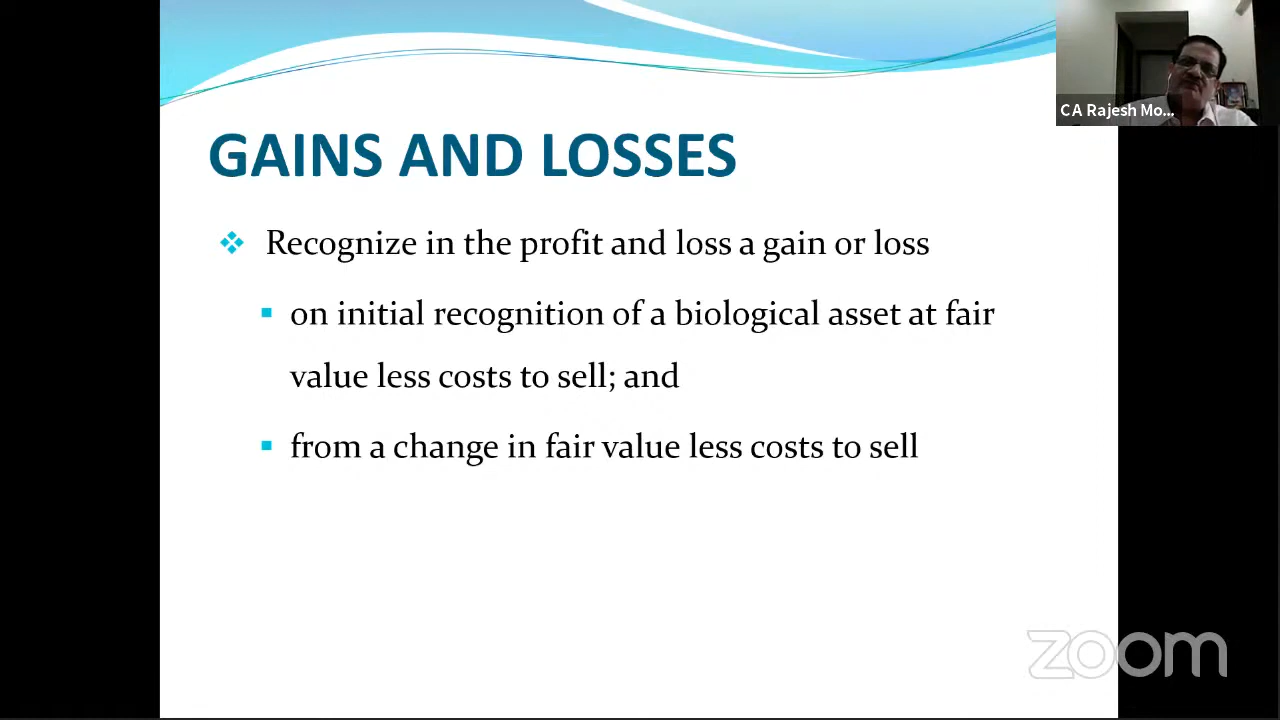 CA Rajesh Mo...
GAINS AND LOSSES
Recognize in the profit and loss a gain or loss
on initial recognition of a biological asset at fair
value less costs to sell; and
from a change in fair value less costs to sell
zoom